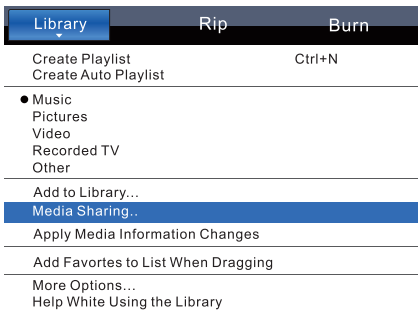 Library Rip Burn
Create Playlist Ctrl+N
Create Auto Playlist
Music
Pictures
Video
Recorded TV
Other
Add to Library...
Media Sharing..
Apply Media Information Changes
Add Favortes to List When Dragging
More Options...
Help White Using the Library